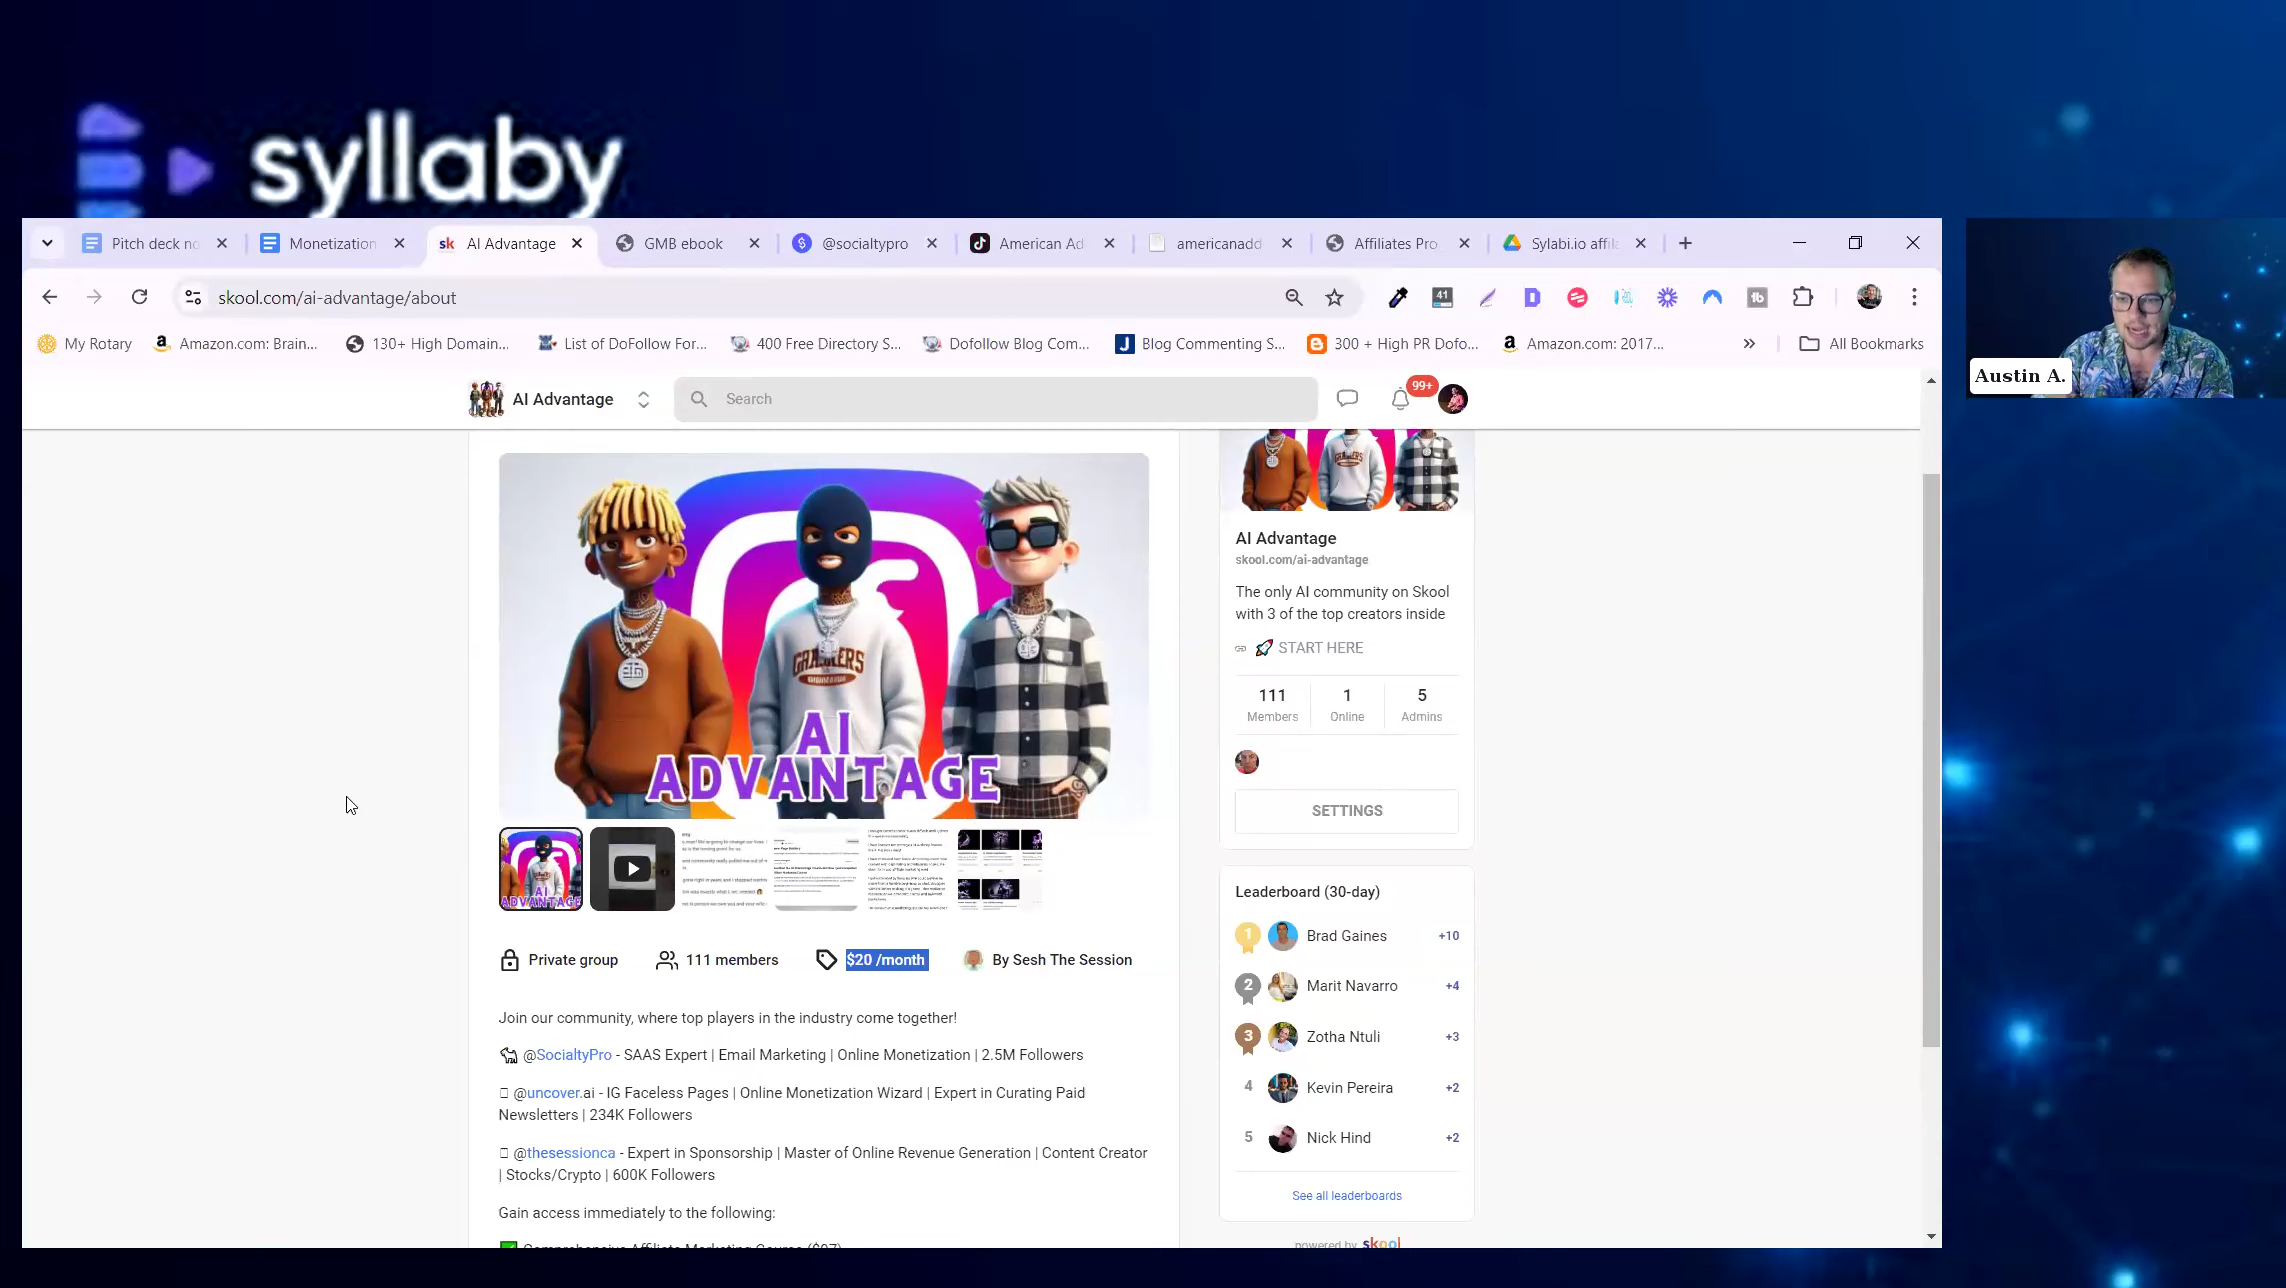 syllaby
Pitch deck no
Monetization
sk AI Advantage
GMB ebook
@socialtypro
American Ad
americanadd
Affiliates Pro
Sylabi.io affili
skool.com/ai-advantage/about
41
My Rotary
Amazon.com: Brain...
130+ High Domain...
List of DoFollow For...
400 Free Directory S...
Dofollow Blog Com...
Blog Commenting S...
300 + High PR Dofo...
Amazon.com: 2017...
All Bookmarks
Austin A.
AI Advantage
Search
99+
AI
ADVANTAGE
Private group
111 members
$20 /month
By Sesh The Session
Join our community, where top players in the industry come together!
@SocialtyPro - SAAS Expert | Email Marketing | Online Monetization | 2.5M Followers
@uncover.ai - IG Faceless Pages | Online Monetization Wizard | Expert in Curating Paid
Newsletters | 234K Followers
@thesessionca - Expert in Sponsorship | Master of Online Revenue Generation | Content Creator
| Stocks/Crypto | 600K Followers
Gain access immediately to the following:
Comprehensive Affiliate Marketing Course ($97)
AI Advantage
skool.com/ai-advantage
The only AI community on Skool
with 3 of the top creators inside
START HERE
111 1 5
Members Online Admins
SETTINGS
Leaderboard (30-day)
1 Brad Gaines +10
2 Marit Navarro +4
3 Zotha Ntuli +3
4 Kevin Pereira +2
5 Nick Hind +2
See all leaderboards
powered by skool